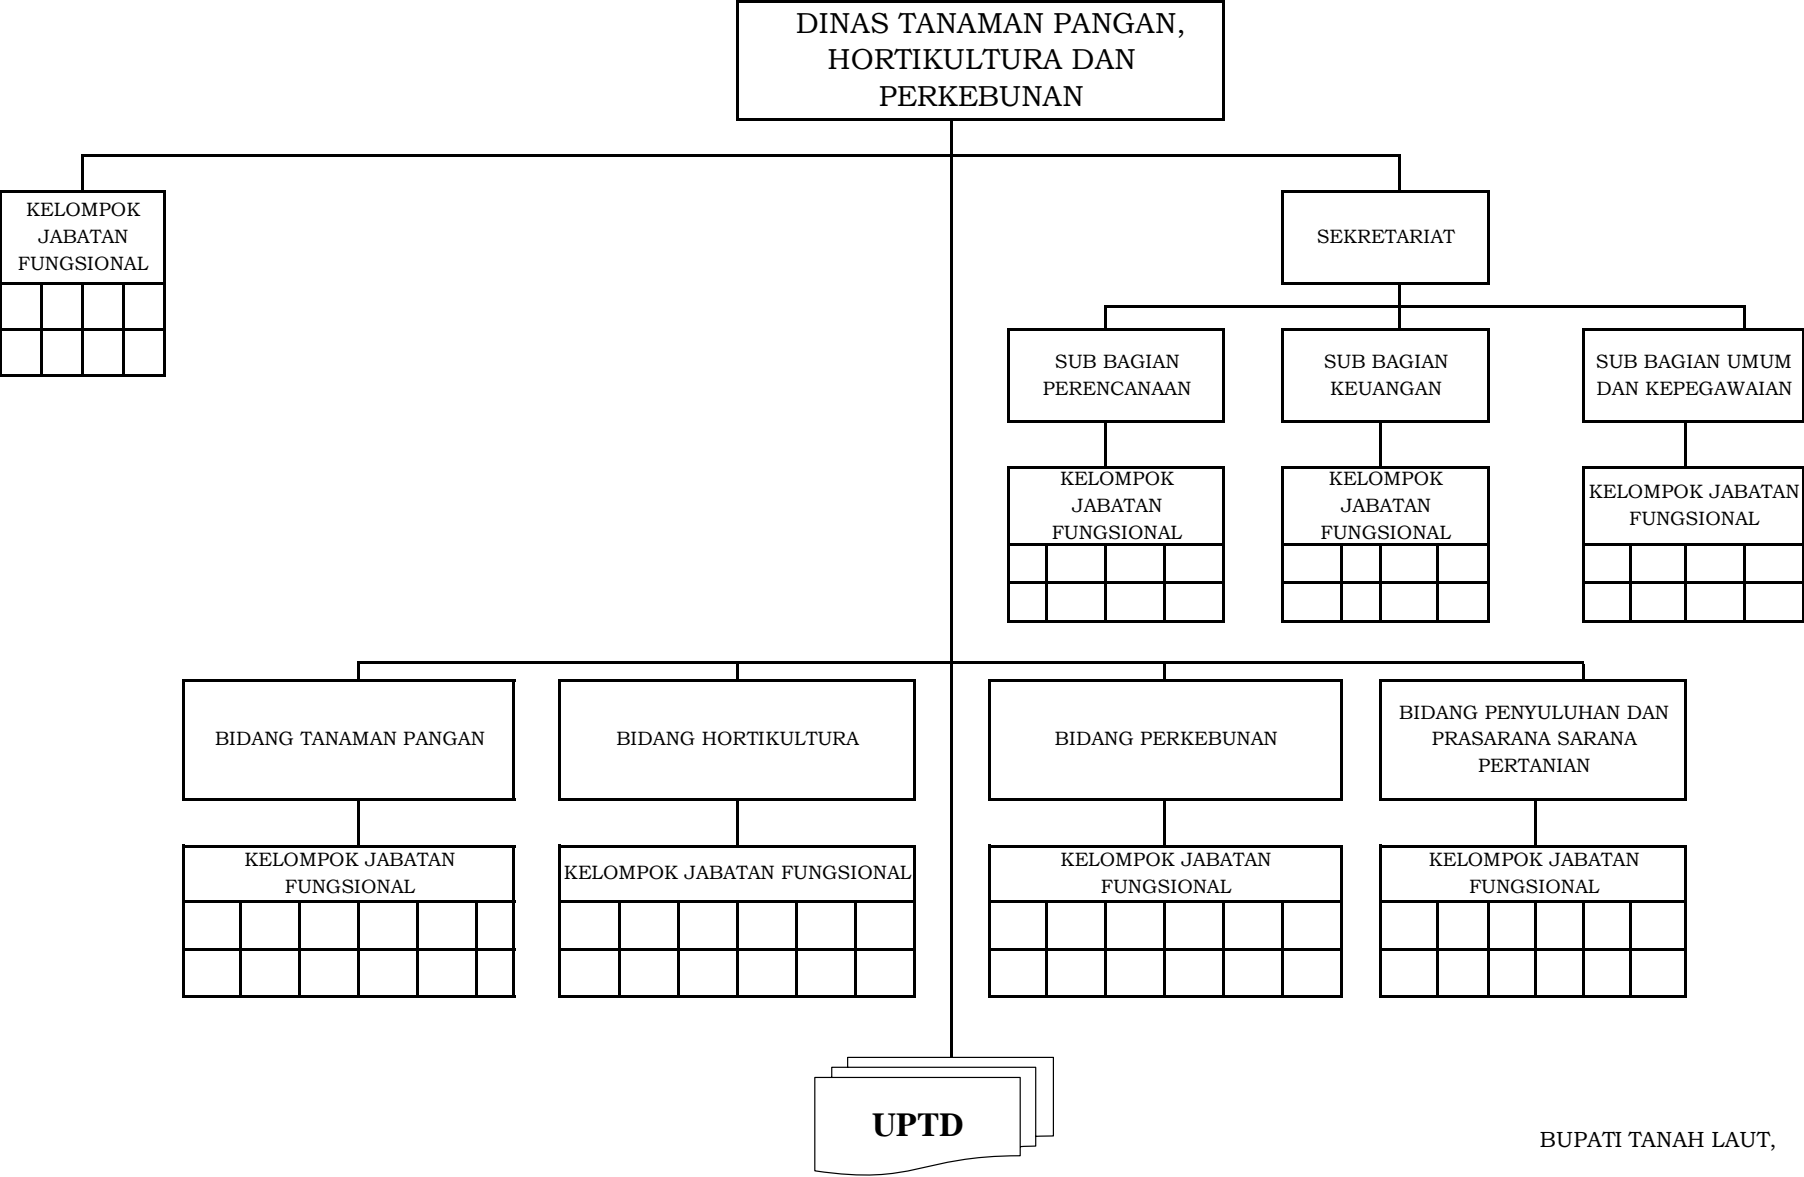 DINAS TANAMAN PANGAN,
HORTIKULTURA DAN
PERKEBUNAN
KELOMPOK
JABATAN
FUNGSIONAL
SEKRETARIAT
SUB BAGIAN
PERENCANAAN
SUB BAGIAN
KEUANGAN
SUB BAGIAN UMUM
DAN KEPEGAWAIAN
KELOMPOK
JABATAN
FUNGSIONAL
KELOMPOK
JABATAN
FUNGSIONAL
KELOMPOK JABATAN
FUNGSIONAL
BIDANG TANAMAN PANGAN
BIDANG HORTIKULTURA
BIDANG PERKEBUNAN
BIDANG PENYULUHAN DAN
PRASARANA SARANA
PERTANIAN
KELOMPOK JABATAN
FUNGSIONAL
KELOMPOK JABATAN FUNGSIONAL
KELOMPOK JABATAN
FUNGSIONAL
KELOMPOK JABATAN
FUNGSIONAL
UPTD
BUPATI TANAH LAUT,